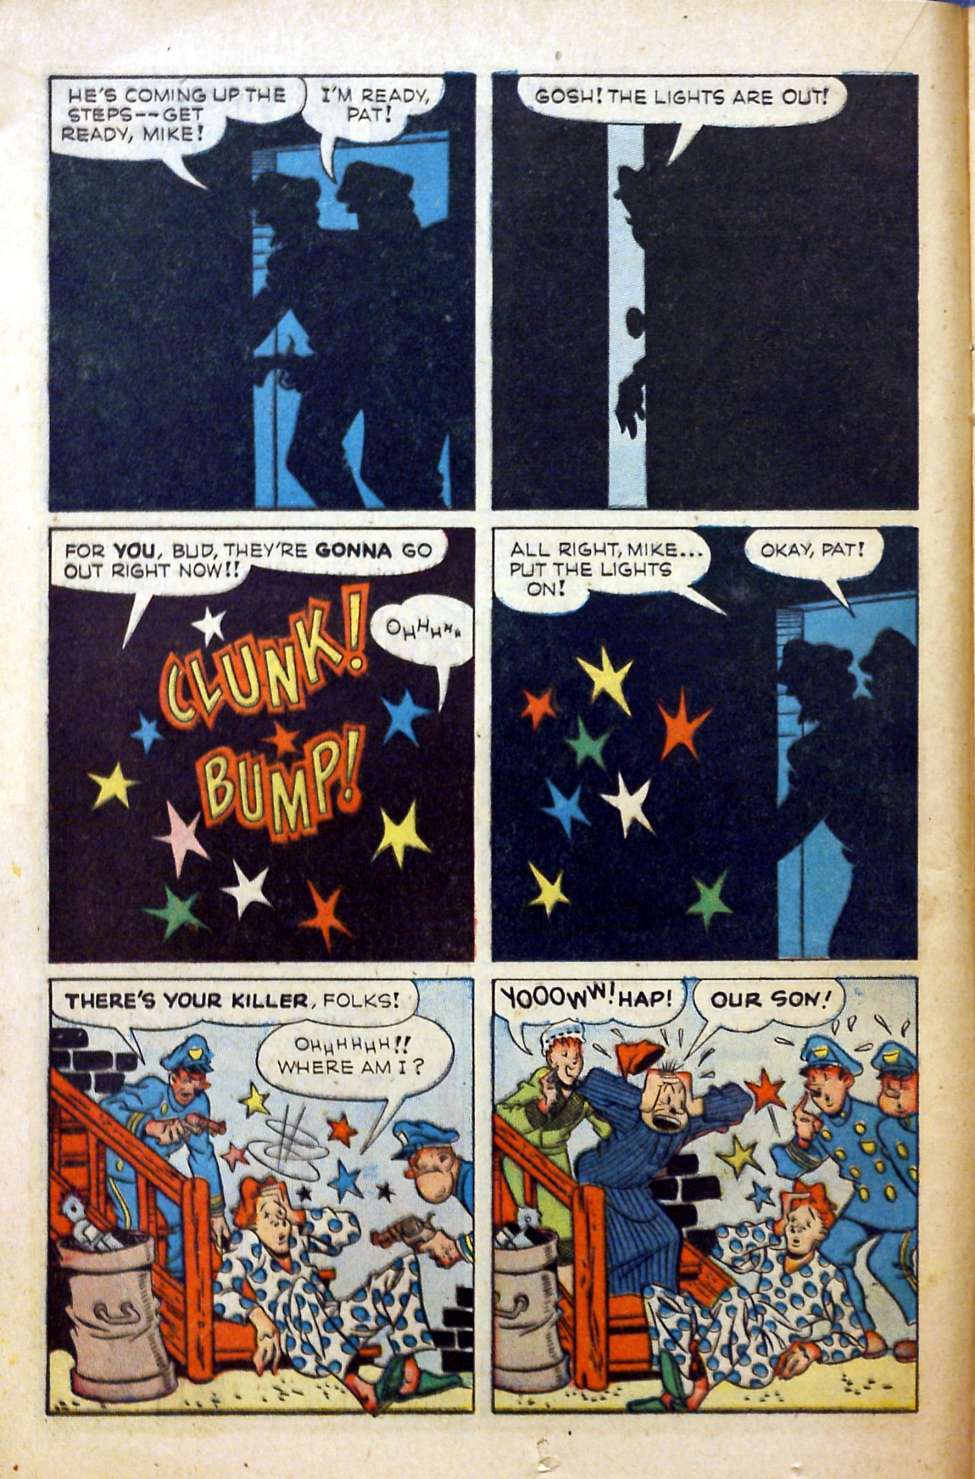 HE'S COMING UP THE
STEPS--GET
READY, MIKE!
I'M READY,
PAT!
GOSH! THE LIGHTS ARE OUT!
FOR YOU, BUD, THEY'RE GONNA GO
OUT RIGHT NOW!!
CLUNK!
BUMP!
OHHHHH
ALL RIGHT, MIKE...
PUT THE LIGHTS
ON!
OKAY, PAT!
THERE'S YOUR KILLER, FOLKS!
OHHHHHH!!
WHERE AM I?
YOOOWW! HAP!
OUR SON!